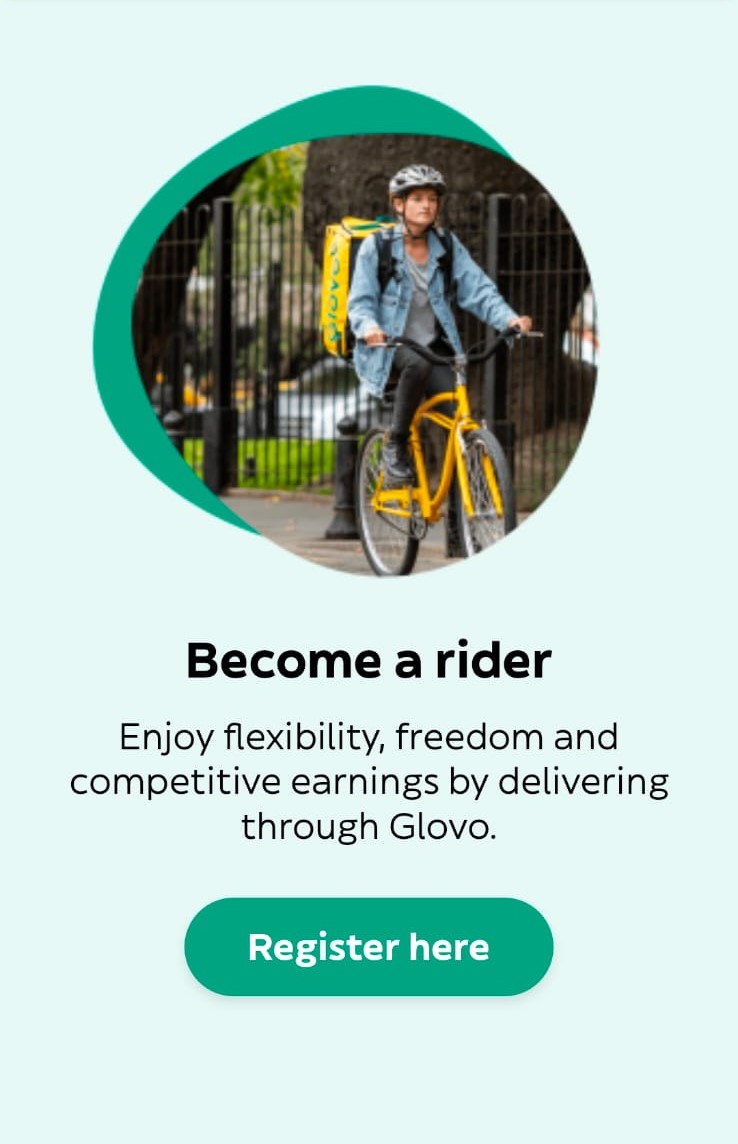 Glovo
Become a rider
Enjoy flexibility, freedom and
competitive earnings by delivering
through Glovo.
Register here